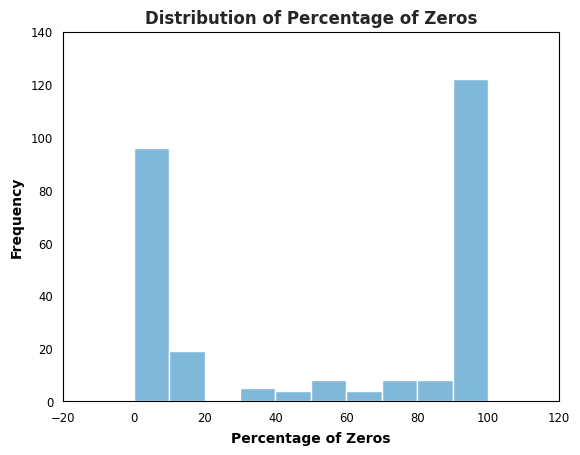 Distribution of Percentage of Zeros
140
120
100
80
60
40
20
0
Frequency
−20 0 20 40 60 80 100 120
Percentage of Zeros